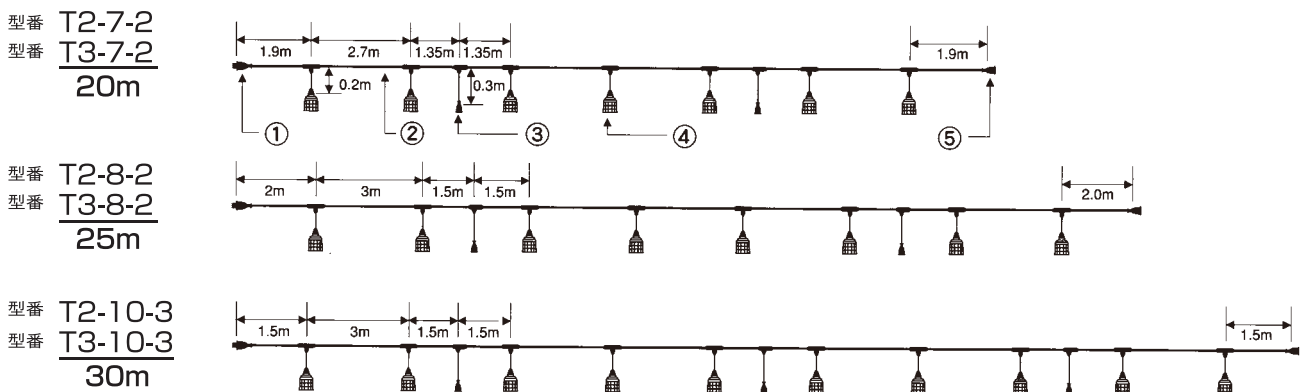 型番 T2-7-2
型番 T3-7-2
20m
1.9m 2.7m 1.35m 1.35m 1.9m
0.2m 0.3m
① ② ③ ④ ⑤
型番 T2-8-2
型番 T3-8-2
25m
2m 3m 1.5m 1.5m 2.0m
型番 T2-10-3
型番 T3-10-3
30m
1.5m 3m 1.5m 1.5m 1.5m